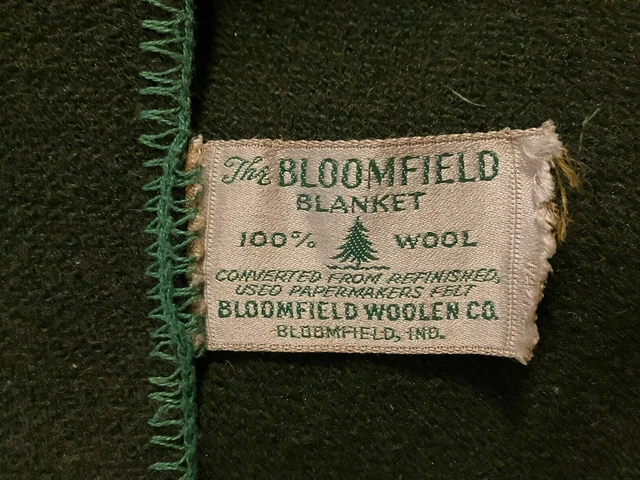 The BLOOMFIELD
BLANKET
100% WOOL
CONVERTED FROM REFINISHED,
USED PAPERMAKERS FELT
BLOOMFIELD WOOLEN CO.
BLOOMFIELD, IND.